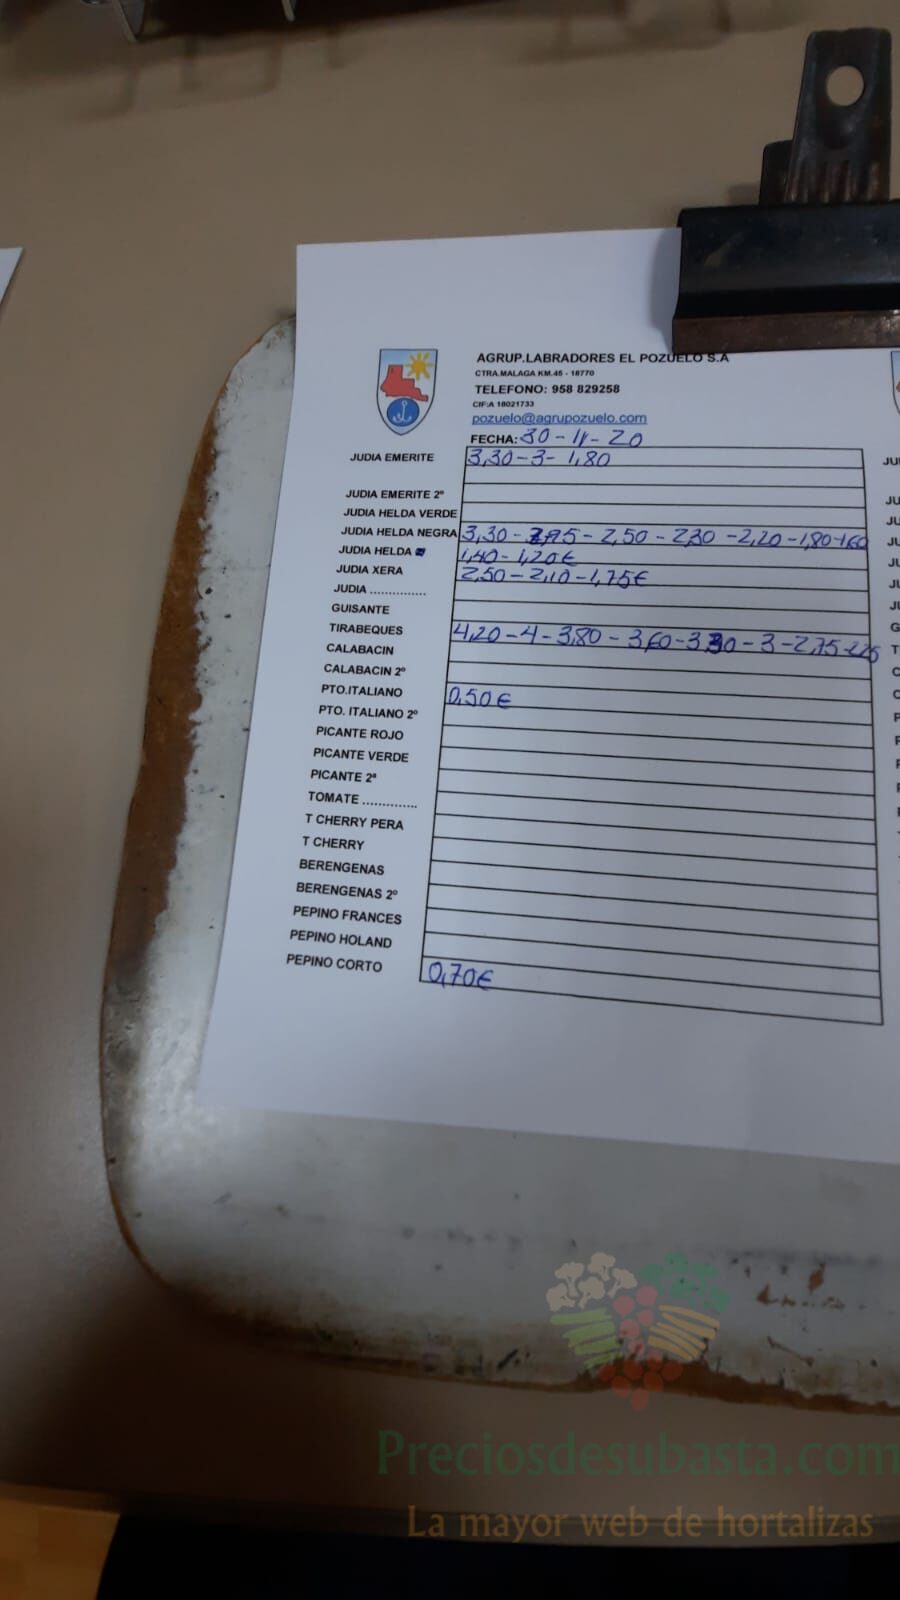 AGRUP.LABRADORES EL POZUELO S.A
CTRA.MALAGA KM.45 - 18770
TELEFONO: 958 829258
CIF:A 18021733
pozuelo@agrupozuelo.com
FECHA: 30-11-20
JUDIA EMERITE 3,30-3-1,80
JUDIA EMERITE 2º
JUDIA HELDA VERDE
JUDIA HELDA NEGRA 3,30 - 2,95 - 2,50 - 2,30 - 2,20 - 1,80-1,60
JUDIA HELDA 1,40-1,20€
JUDIA XERA 2,50-2,10-1,75€
JUDIA ...............
GUISANTE
TIRABEQUES 4,20-4-3,80-3,60-3,30-3-2,75-2,25
CALABACIN
CALABACIN 2º
PTO.ITALIANO 0,50€
PTO. ITALIANO 2º
PICANTE ROJO
PICANTE VERDE
PICANTE 2ª
TOMATE ..............
T CHERRY PERA
T CHERRY
BERENGENAS
BERENGENAS 2º
PEPINO FRANCES
PEPINO HOLAND
PEPINO CORTO 0,70€
Preciosdesubasta.com
La mayor web de hortalizas